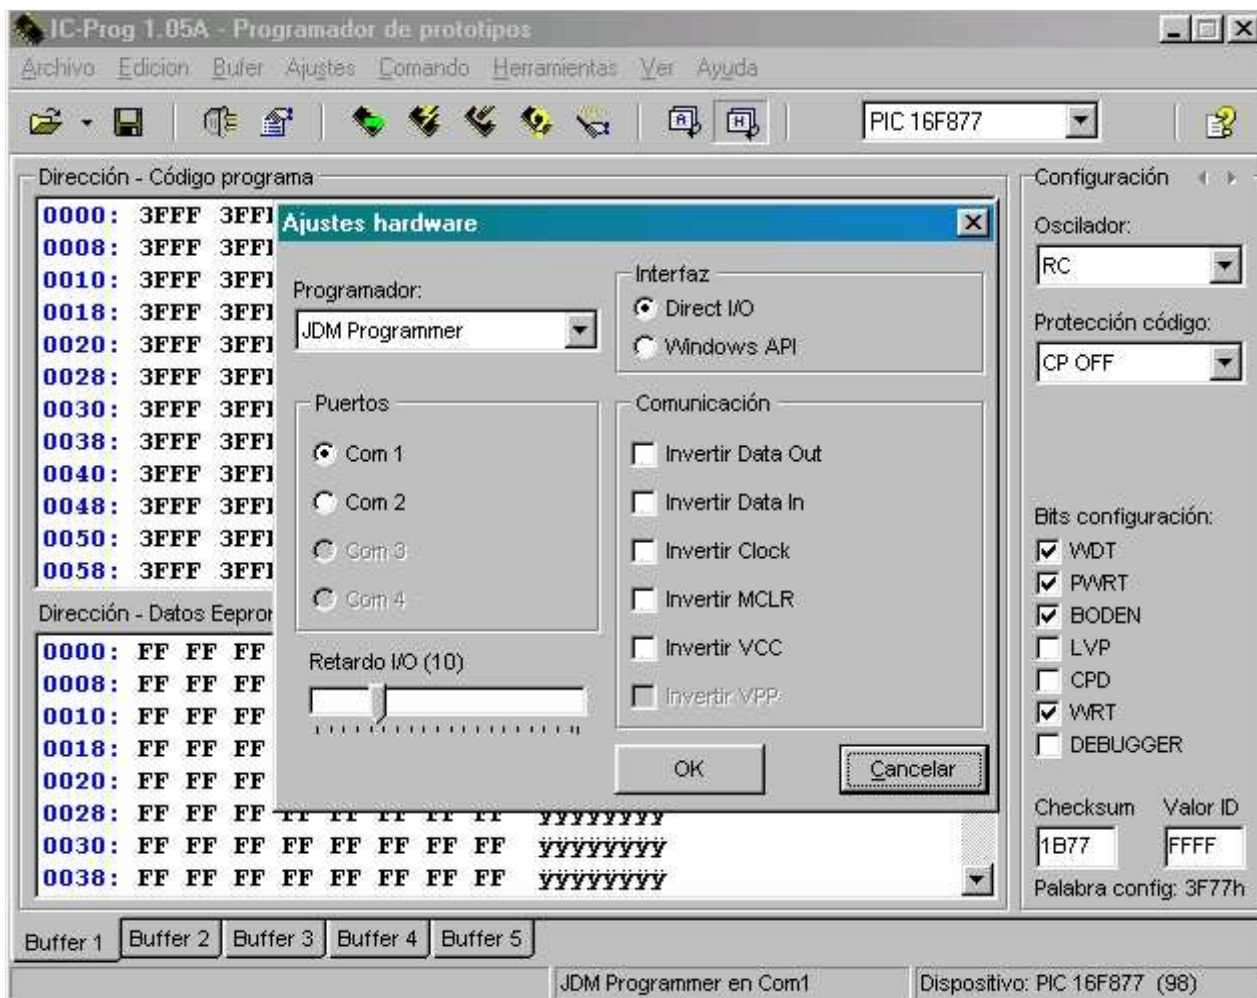 IC-Prog 1.05A - Programador de prototipos
Archivo Edicion Bufer Ajustes Comando Herramientas Ver Ayuda
PIC 16F877
Dirección - Código programa
0000: 3FFF
0008: 3FFF
0010: 3FFF
0018: 3FFF
0020: 3FFF
0028: 3FFF
0030: 3FFF
0038: 3FFF
0040: 3FFF
0048: 3FFF
0050: 3FFF
0058: 3FFF
Ajustes hardware
Programador:
JDM Programmer
Interfaz
Direct I/O
Windows API
Puertos
Com 1
Com 2
Com 3
Com 4
Retardo I/O (10)
Comunicación
Invertir Data Out
Invertir Data In
Invertir Clock
Invertir MCLR
Invertir VCC
Invertir VPP
OK
Cancelar
Dirección - Datos
0000: FF FF FF
0008: FF FF FF
0010: FF FF FF
0018: FF FF FF
0020: FF FF FF
0028: FF FF FF FF FF FF FF FF ÿÿÿÿÿÿÿÿ
0030: FF FF FF FF FF FF FF FF ÿÿÿÿÿÿÿÿ
0038: FF FF FF FF FF FF FF FF ÿÿÿÿÿÿÿÿ
Configuración
Oscilador:
RC
Protección código:
CP OFF
Bits configuración:
WDT
PWRT
BODEN
LVP
CPD
WRT
DEBUGGER
Checksum Valor ID
1B77 FFFF
Palabra config: 3F77h
Buffer 1 Buffer 2 Buffer 3 Buffer 4 Buffer 5
JDM Programmer en Com1 Dispositivo: PIC 16F877 (98)